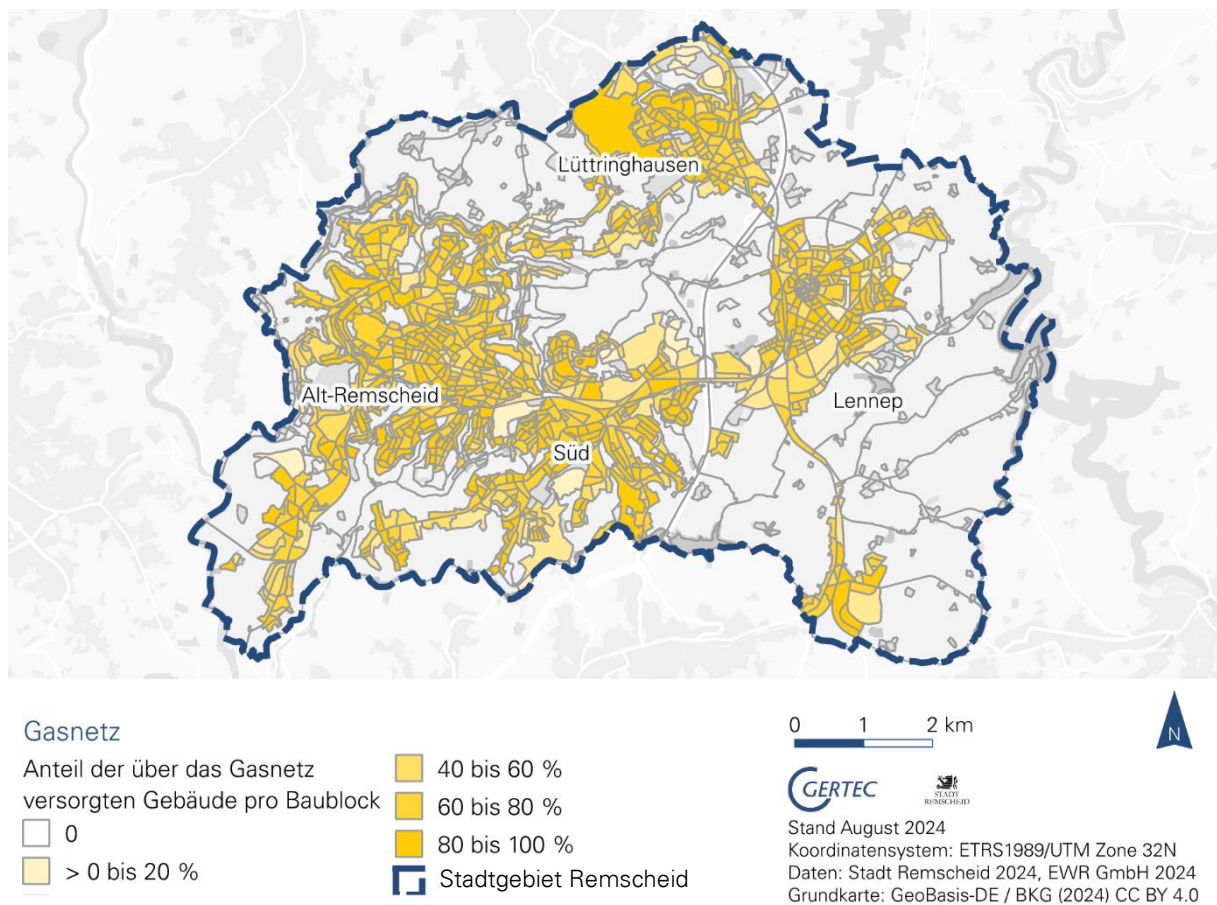 Lüttringhausen
Alt-Remscheid
Lennep
Süd
Gasnetz
Anteil der über das Gasnetz
versorgten Gebäude pro Baublock
0
> 0 bis 20 %
40 bis 60 %
60 bis 80 %
80 bis 100 %
Stadtgebiet Remscheid
0 1 2 km
N
GERTEC
STADT
REMSCHEID
Stand August 2024
Koordinatensystem: ETRS1989/UTM Zone 32N
Daten: Stadt Remscheid 2024, EWR GmbH 2024
Grundkarte: GeoBasis-DE / BKG (2024) CC BY 4.0